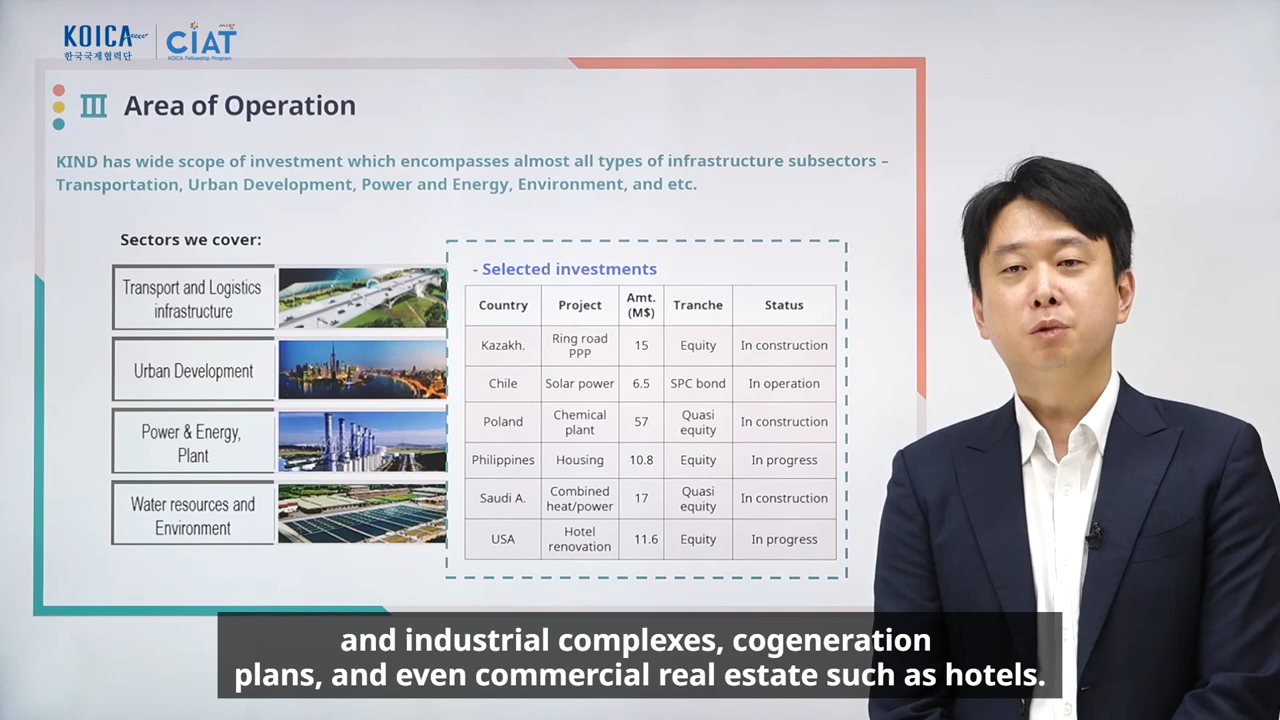 KOICA
한국국제협력단
CIAT
KOICA Fellowship Program
III Area of Operation
KIND has wide scope of investment which encompasses almost all types of infrastructure subsectors –
Transportation, Urban Development, Power and Energy, Environment, and etc.
Sectors we cover:
Transport and Logistics
infrastructure
Urban Development
Power & Energy,
Plant
Water resources and
Environment
- Selected investments
Country Project Amt. (M$) Tranche Status
Kazakh. Ring road PPP 15 Equity In construction
Chile Solar power 6.5 SPC bond In operation
Poland Chemical plant 57 Quasi equity In construction
Philippines Housing 10.8 Equity In progress
Saudi A. Combined heat/power 17 Quasi equity In construction
USA Hotel renovation 11.6 Equity In progress
and industrial complexes, cogeneration
plans, and even commercial real estate such as hotels.